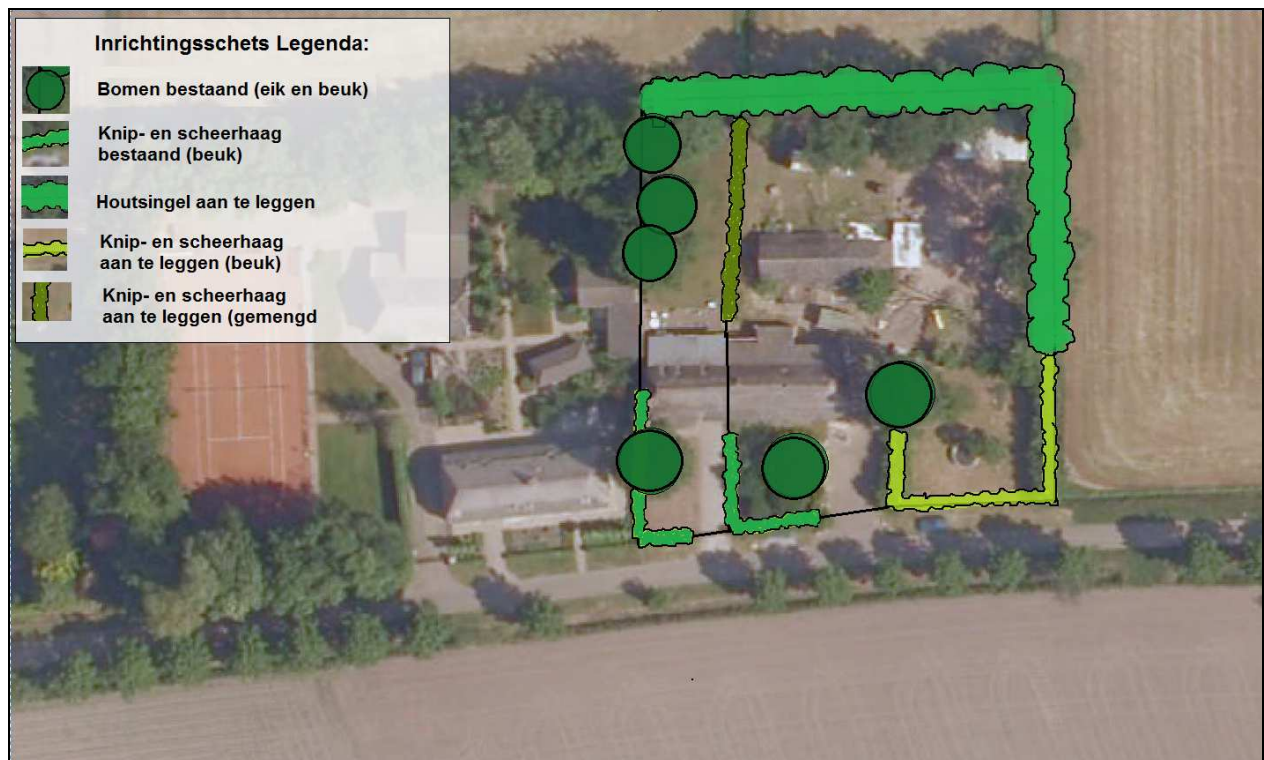 Inrichtingsschets Legenda:
Bomen bestaand (eik en beuk)
Knip- en scheerhaag
bestaand (beuk)
Houtsingel aan te leggen
Knip- en scheerhaag
aan te leggen (beuk)
Knip- en scheerhaag
aan te leggen (gemengd